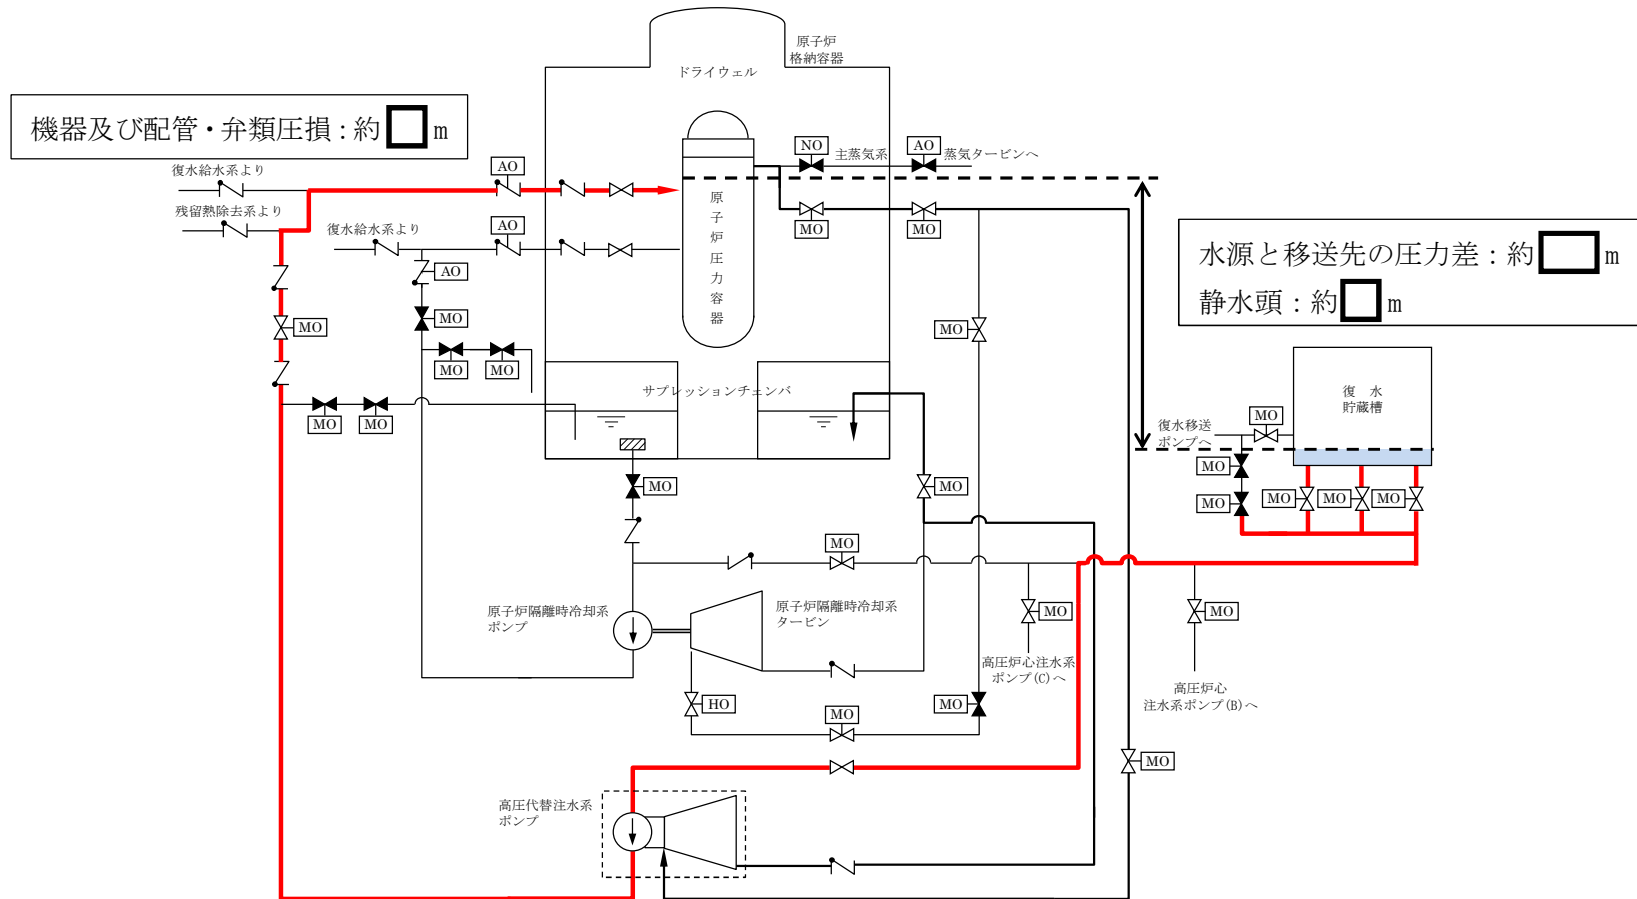 原子炉
格納容器
ドライウェル
機器及び配管・弁類圧損：約 m
復水給水系より
AO
残留熱除去系より
復水給水系より
AO
AO
MO
MO
MO
MO
MO
MO
原子炉圧力容器
NO
主蒸気系
AO
蒸気タービンへ
MO
MO
水源と移送先の圧力差：約 m
静水頭：約 m
MO
サプレッションチェンバ
復水
貯蔵槽
復水移送
ポンプへ
MO
MO
MO
MO
MO
MO
MO
MO
MO
原子炉隔離時冷却系
ポンプ
原子炉隔離時冷却系
タービン
MO
MO
高圧炉心注水系
ポンプ(C)へ
高圧炉心
注水系ポンプ(B)へ
HO
MO
MO
MO
高圧代替注水系
ポンプ